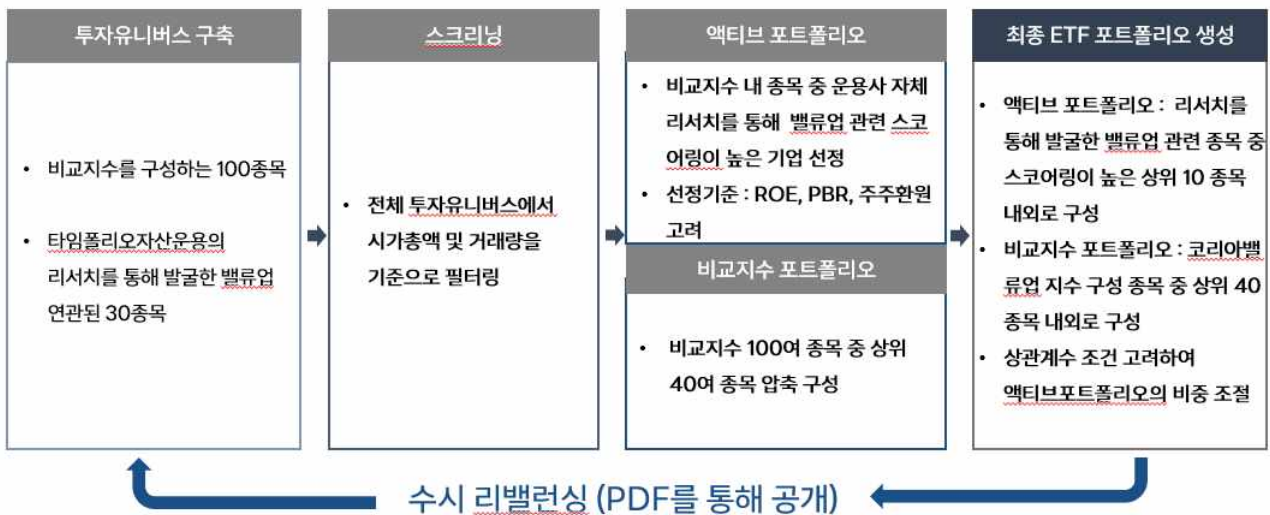 투자유니버스 구축
• 비교지수를 구성하는 100종목
• 타임폴리오자산운용의
리서치를 통해 발굴한 밸류업
연관된 30종목
스크리닝
• 전체 투자유니버스에서
시가총액 및 거래량을
기준으로 필터링
액티브 포트폴리오
• 비교지수 내 종목 중 운용사 자체
리서치를 통해 밸류업 관련 스코
어링이 높은 기업 선정
• 선정기준 : ROE, PBR, 주주환원
고려
비교지수 포트폴리오
• 비교지수 100여 종목 중 상위
40여 종목 압축 구성
최종 ETF 포트폴리오 생성
• 액티브 포트폴리오 : 리서치를
통해 발굴한 밸류업 관련 종목 중
스코어링이 높은 상위 10 종목
내외로 구성
• 비교지수 포트폴리오 : 코리아밸
류업 지수 구성 종목 중 상위 40
종목 내외로 구성
• 상관계수 조건 고려하여
액티브포트폴리오의 비중 조절
수시 리밸런싱 (PDF를 통해 공개)